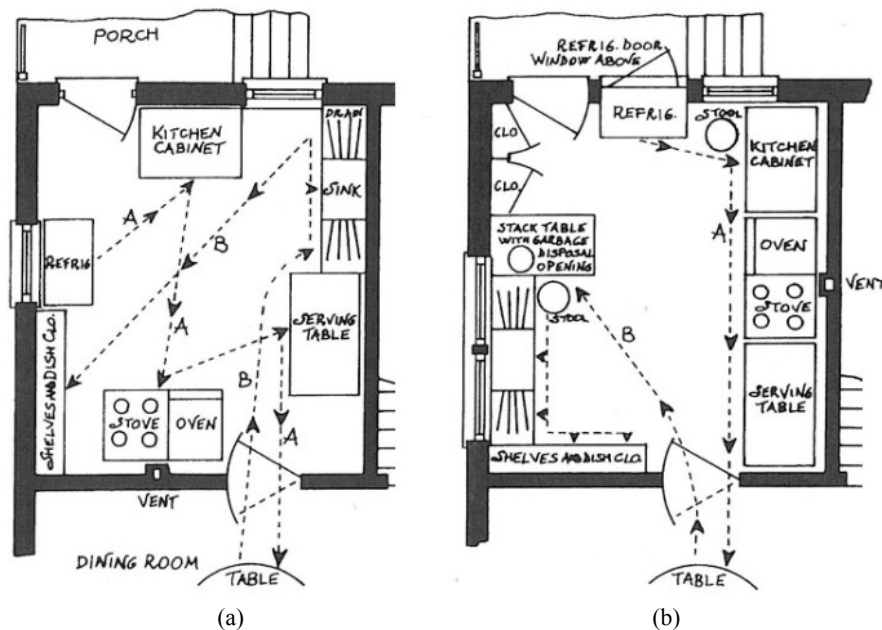 PORCH
KITCHEN
CABINET
DRAIN
SINK
A
B
REFRIG
A
SERVING
TABLE
SHELVES AND DISH CLO.
B
A
STOVE
OVEN
VENT
DINING ROOM
TABLE
(a)
REFRIG. DOOR
WINDOW ABOVE
REFRIG.
STOOL
CLO
CLO.
KITCHEN
CABINET
A
STACK TABLE
WITH GARBAGE
DISPOSAL
OPENING
OVEN
VENT
STOOL
STOVE
B
SERVING
TABLE
SHELVES AND DISH CLO.
TABLE
(b)